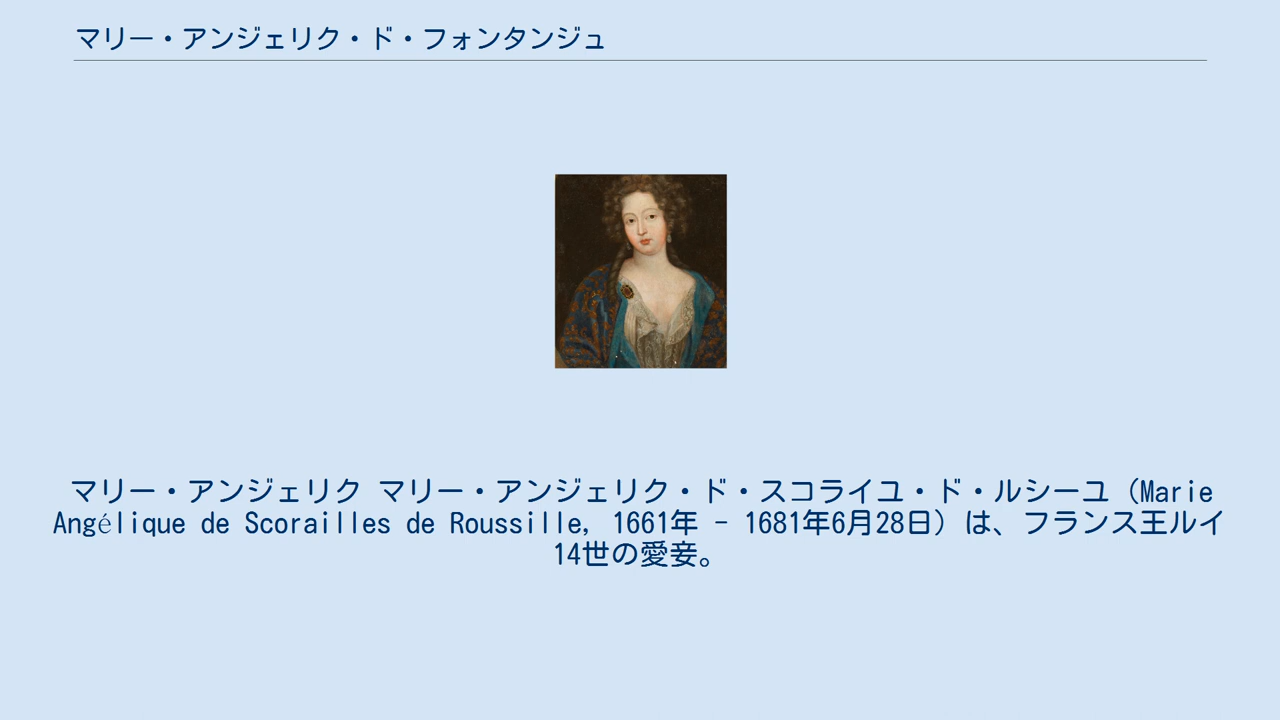 マリー・アンジェリク・ド・フォンタンジュ
マリー・アンジェリク マリー・アンジェリク・ド・スコライユ・ド・ルシーユ（Marie
Angélique de Scorailles de Roussille, 1661年 - 1681年6月28日）は、フランス王ルイ
14世の愛妾。